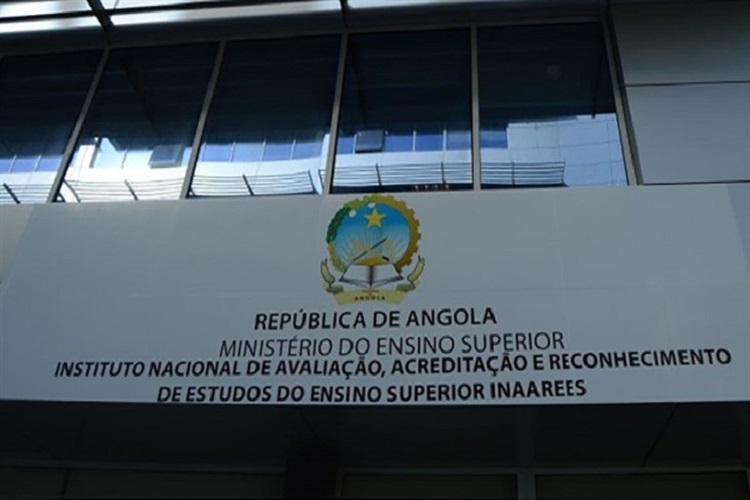 ANGOLA
REPÚBLICA DE ANGOLA
MINISTÉRIO DO ENSINO SUPERIOR
INSTITUTO NACIONAL DE AVALIAÇÃO, ACREDITAÇÃO E RECONHECIMENTO
DE ESTUDOS DO ENSINO SUPERIOR INAAREES